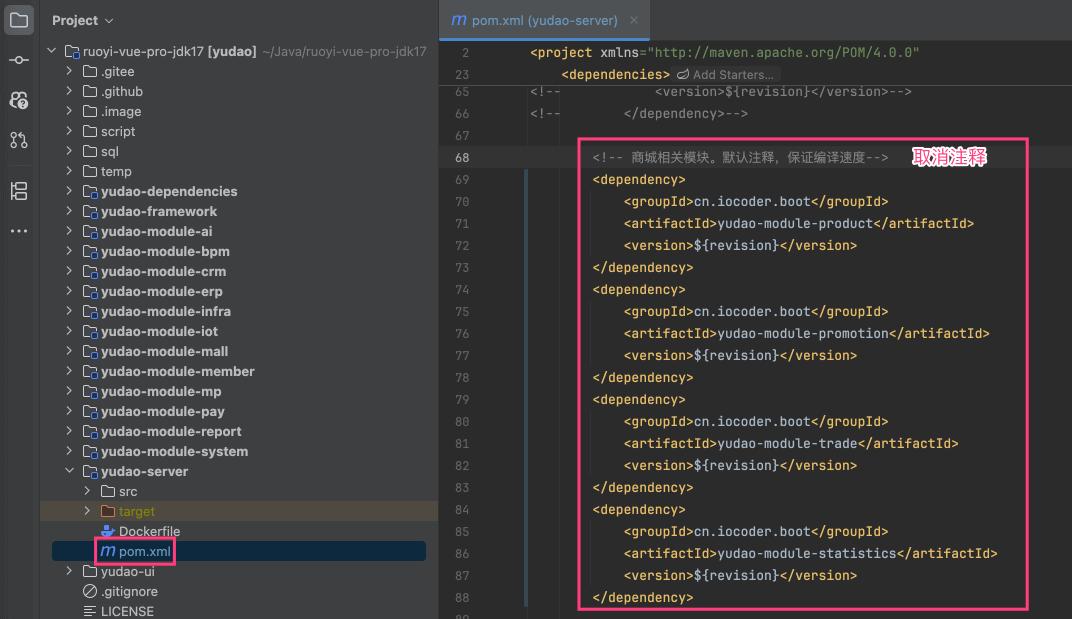 Project
ruoyi-vue-pro-jdk17 [yudao] ~/Java/ruoyi-vue-pro-jdk17
.gitee
.github
.image
script
sql
temp
yudao-dependencies
yudao-framework
yudao-module-ai
yudao-module-bpm
yudao-module-crm
yudao-module-erp
yudao-module-infra
yudao-module-iot
yudao-module-mall
yudao-module-member
yudao-module-mp
yudao-module-pay
yudao-module-report
yudao-module-system
yudao-server
src
target
Dockerfile
pom.xml
yudao-ui
.gitignore
LICENSE
pom.xml (yudao-server)
2 <project xmlns="http://maven.apache.org/POM/4.0.0"
23 <dependencies> Add Starters...
65 <!-- <version>${revision}</version>-->
66 <!-- </dependency>-->
67
68 <!-- 商城相关模块。默认注释，保证编译速度--> 取消注释
69 <dependency>
70 <groupId>cn.iocoder.boot</groupId>
71 <artifactId>yudao-module-product</artifactId>
72 <version>${revision}</version>
73 </dependency>
74 <dependency>
75 <groupId>cn.iocoder.boot</groupId>
76 <artifactId>yudao-module-promotion</artifactId>
77 <version>${revision}</version>
78 </dependency>
79 <dependency>
80 <groupId>cn.iocoder.boot</groupId>
81 <artifactId>yudao-module-trade</artifactId>
82 <version>${revision}</version>
83 </dependency>
84 <dependency>
85 <groupId>cn.iocoder.boot</groupId>
86 <artifactId>yudao-module-statistics</artifactId>
87 <version>${revision}</version>
88 </dependency>